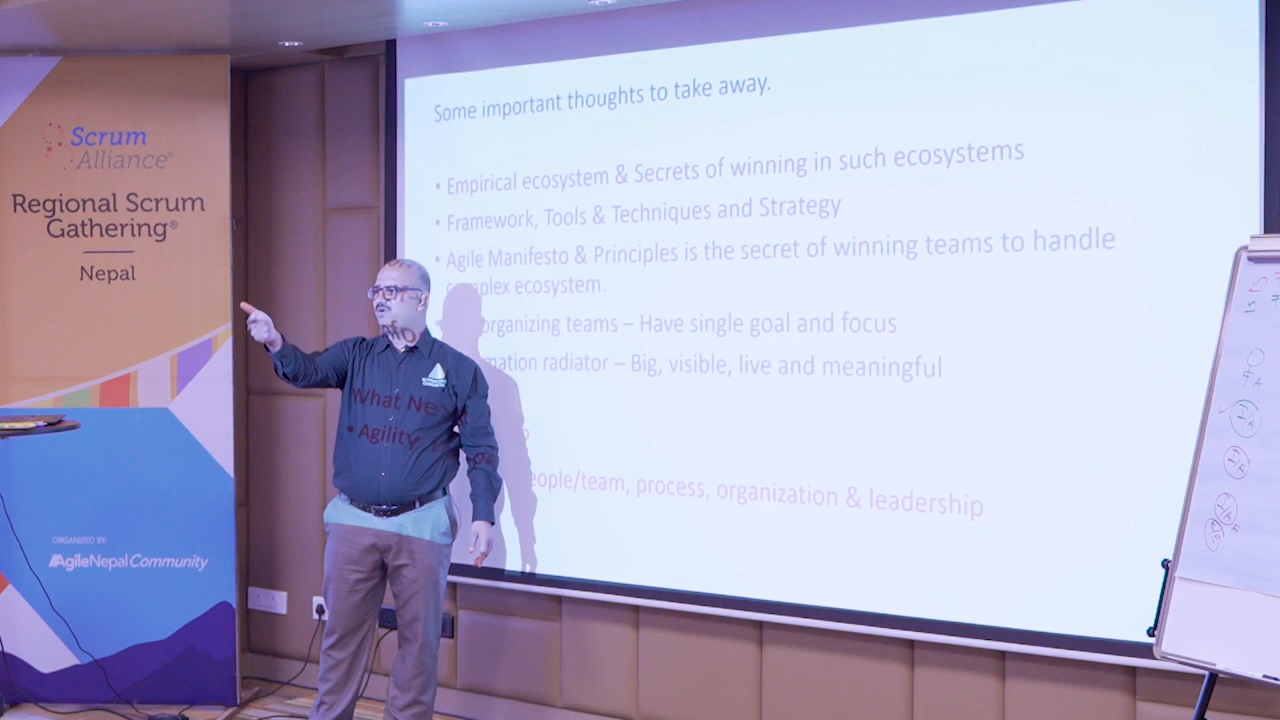 Scrum
Alliance®
Regional Scrum
Gathering®
Nepal
ORGANIZED BY:
AgileNepal Community
Some important thoughts to take away.
• Empirical ecosystem & Secrets of winning in such ecosystems
• Framework, Tools & Techniques and Strategy
• Agile Manifesto & Principles is the secret of winning teams to handle
complex ecosystem.
organizing teams – Have single goal and focus
mation radiator – Big, visible, live and meaningful
What Ne
• Agility
eople/team, process, organization & leadership